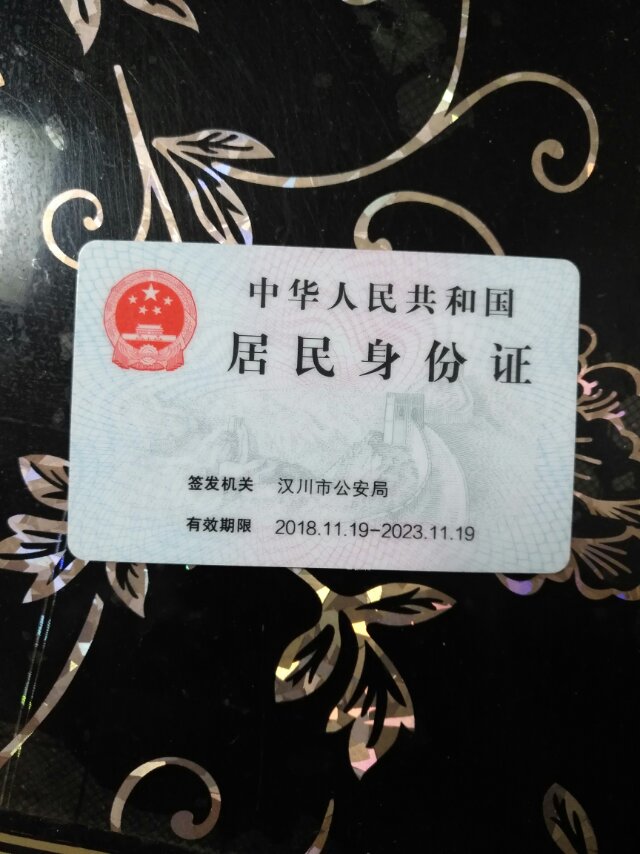 中华人民共和国
居民身份证
签发机关 汉川市公安局
有效期限 2018.11.19-2023.11.19